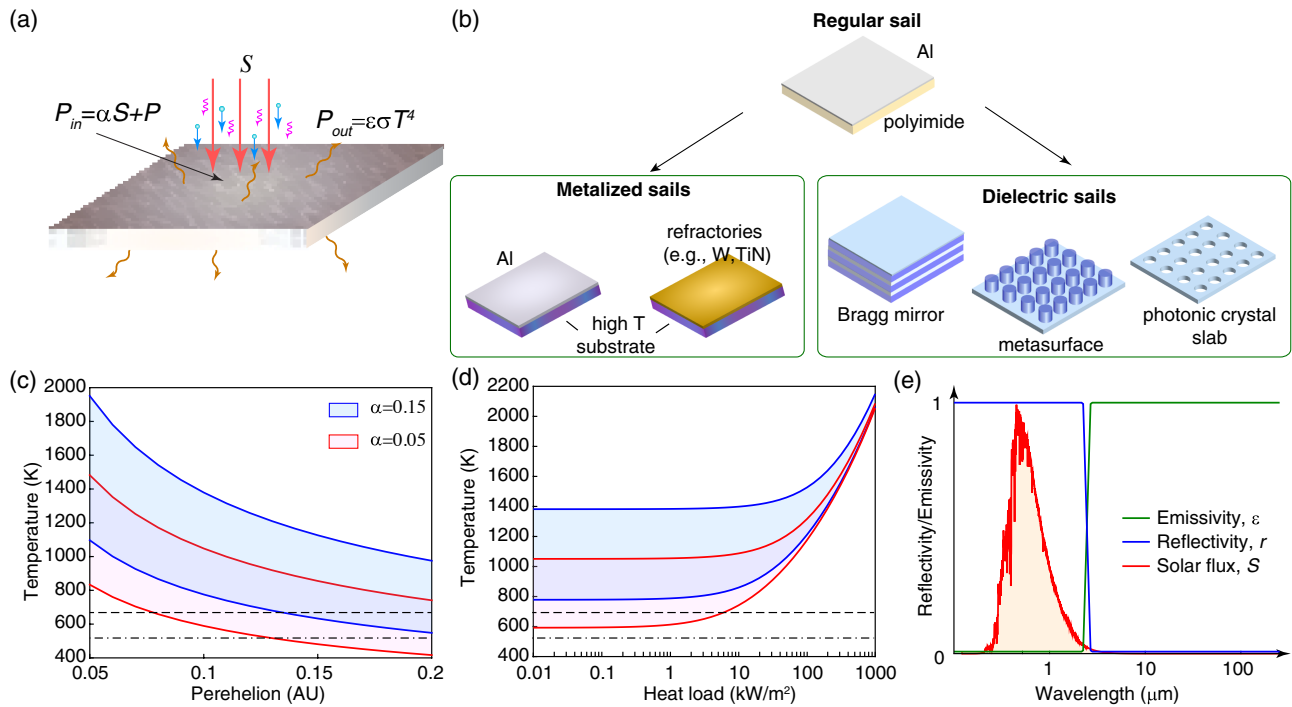 (a)
S
P_in=αS+P
P_out=εσT⁴
(b)
Regular sail
Al
polyimide
Metalized sails
Al
refractories
(e.g., W,TiN)
high T
substrate
Dielectric sails
Bragg mirror
metasurface
photonic crystal
slab
(c)
2000
1800
1600
1400
1200
1000
800
600
400
Temperature (K)
α=0.15
α=0.05
0.05
0.1
0.15
0.2
Perehelion (AU)
(d)
2200
2000
1800
1600
1400
1200
1000
800
600
400
Temperature (K)
0.01
0.1
1
10
100
1000
Heat load (kW/m²)
(e)
1
0
Reflectivity/Emissivity
Emissivity, ε
Reflectivity, r
Solar flux, S
1
10
100
Wavelength (μm)